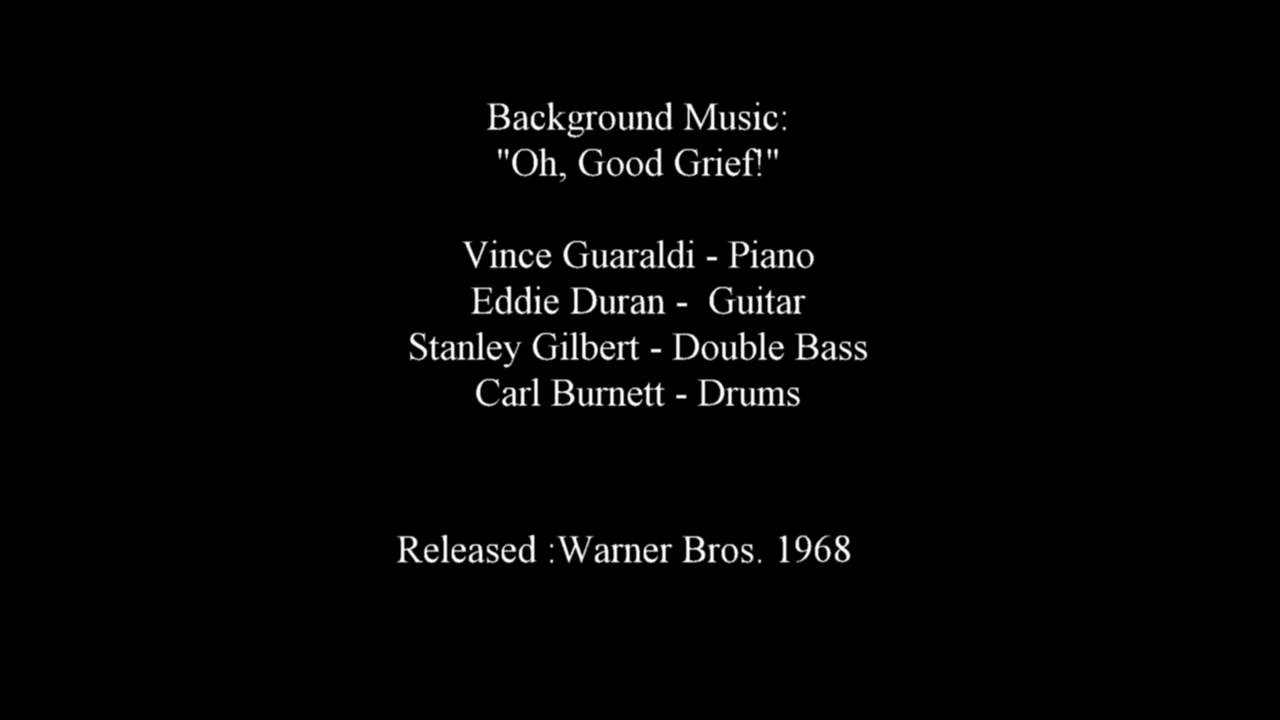 Background Music:
"Oh, Good Grief!"
Vince Guaraldi - Piano
Eddie Duran -  Guitar
Stanley Gilbert - Double Bass
Carl Burnett - Drums
Released :Warner Bros. 1968